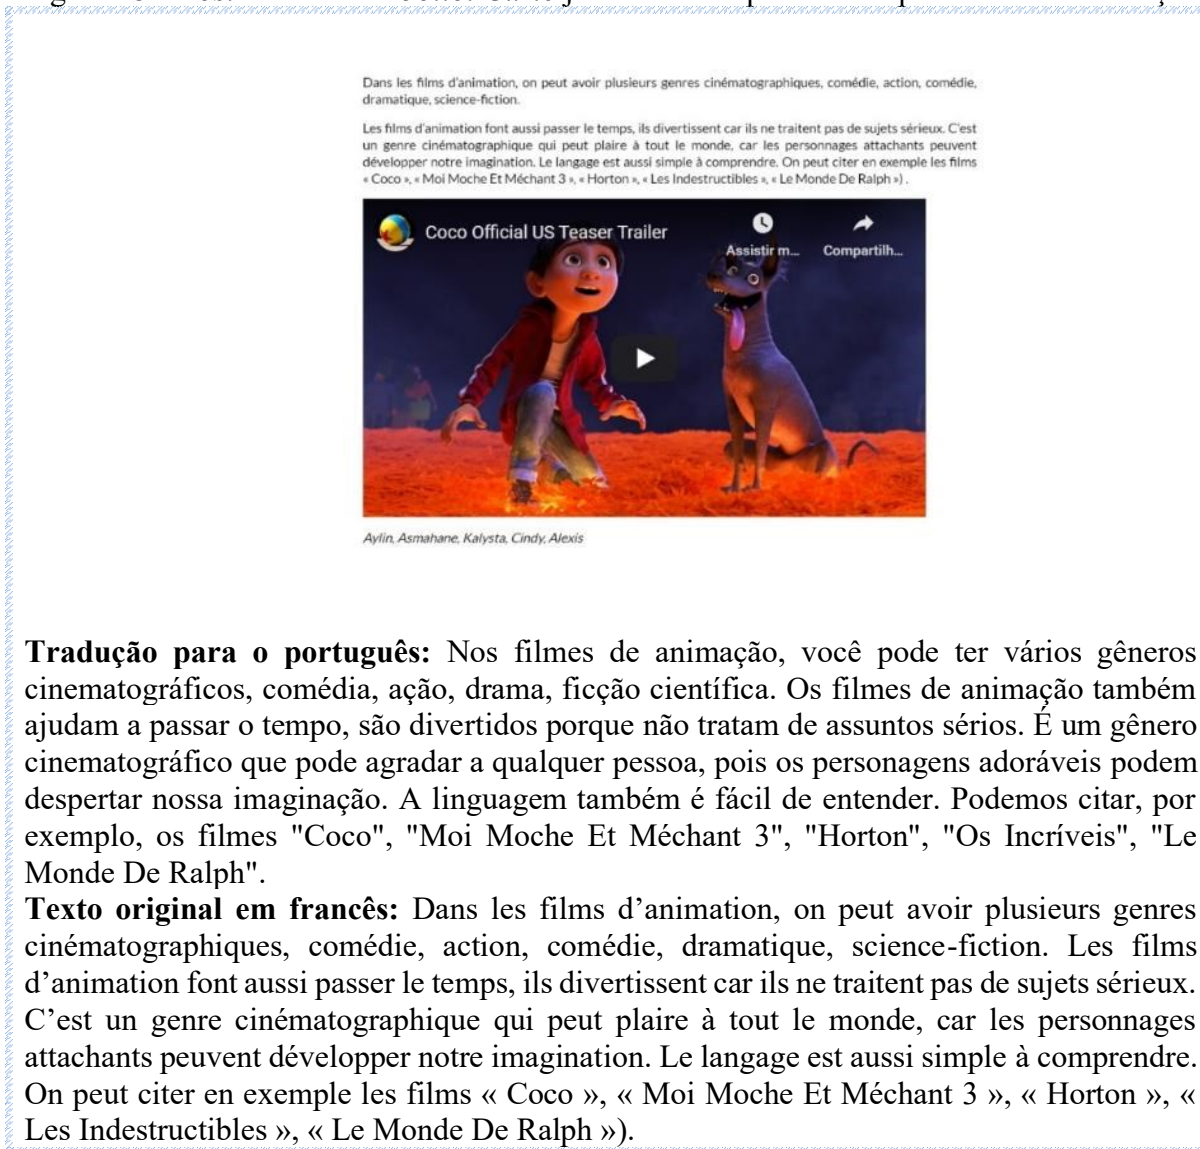 Dans les films d'animation, on peut avoir plusieurs genres cinématographiques, comédie, action, comédie,
dramatique, science-fiction.
Les films d'animation font aussi passer le temps, ils divertissent car ils ne traitent pas de sujets sérieux. C'est
un genre cinématographique qui peut plaire à tout le monde, car les personnages attachants peuvent
développer notre imagination. Le langage est aussi simple à comprendre. On peut citer en exemple les films
« Coco », « Moi Moche Et Méchant 3 », « Horton », « Les Indestructibles », « Le Monde De Ralph ») .
Coco Official US Teaser Trailer
Assistir m... Compartilh...
Aylin, Asmahane, Kalysta, Cindy, Alexis
Tradução para o português: Nos filmes de animação, você pode ter vários gêneros
cinematográficos, comédia, ação, drama, ficção científica. Os filmes de animação também
ajudam a passar o tempo, são divertidos porque não tratam de assuntos sérios. É um gênero
cinematográfico que pode agradar a qualquer pessoa, pois os personagens adoráveis podem
despertar nossa imaginação. A linguagem também é fácil de entender. Podemos citar, por
exemplo, os filmes "Coco", "Moi Moche Et Méchant 3", "Horton", "Os Incríveis", "Le
Monde De Ralph".
Texto original em francês: Dans les films d'animation, on peut avoir plusieurs genres
cinématographiques, comédie, action, comédie, dramatique, science-fiction. Les films
d'animation font aussi passer le temps, ils divertissent car ils ne traitent pas de sujets sérieux.
C'est un genre cinématographique qui peut plaire à tout le monde, car les personnages
attachants peuvent développer notre imagination. Le langage est aussi simple à comprendre.
On peut citer en exemple les films « Coco », « Moi Moche Et Méchant 3 », « Horton », «
Les Indestructibles », « Le Monde De Ralph »).